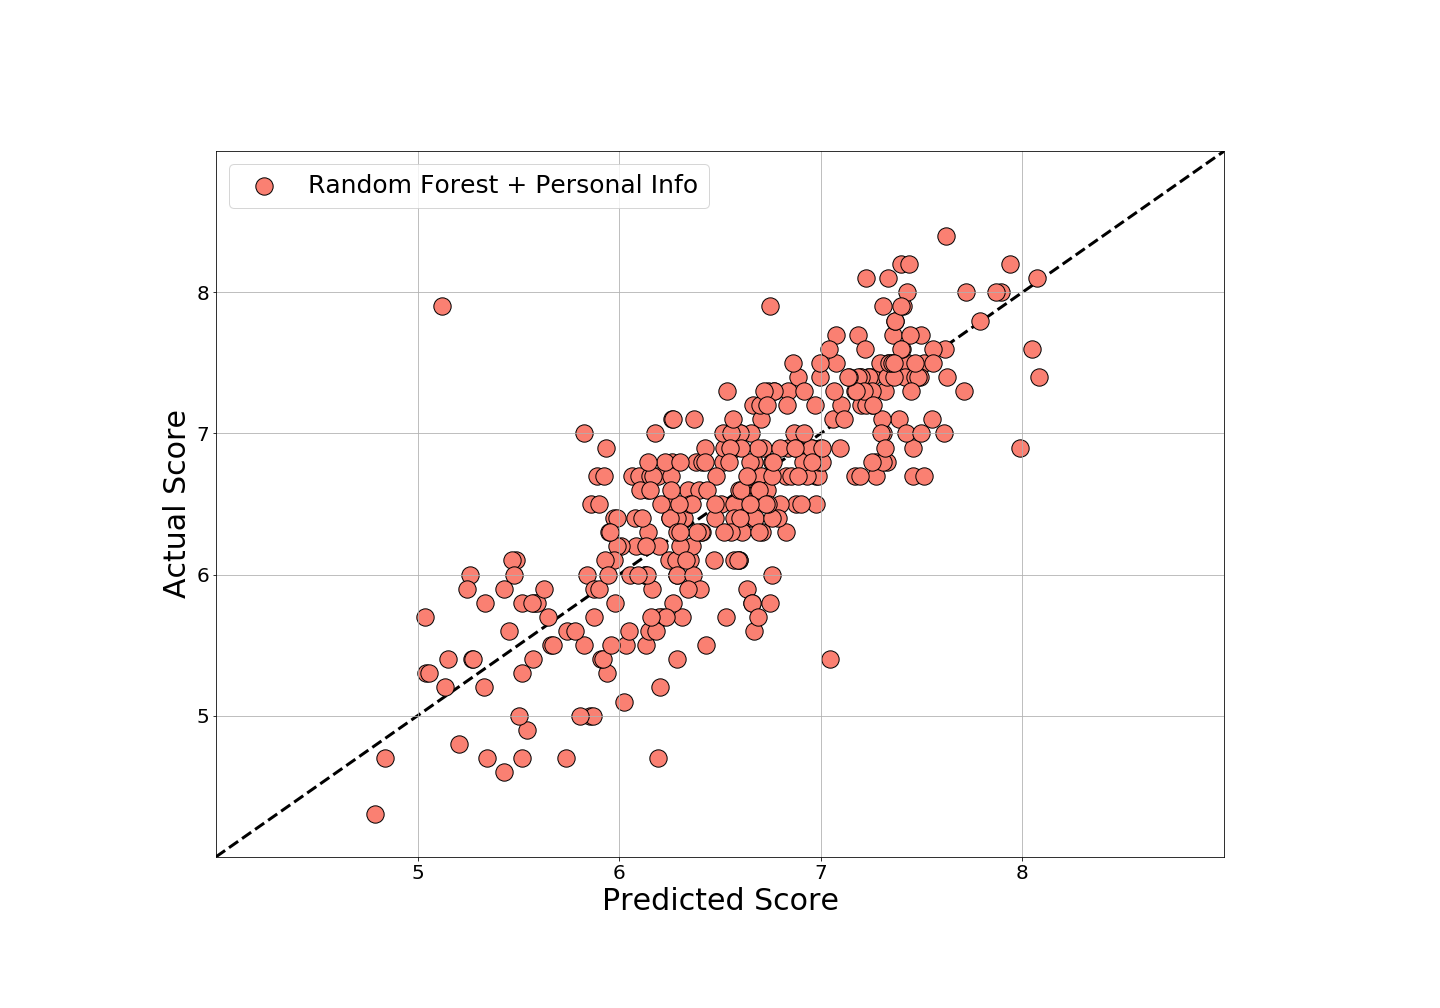 Random Forest + Personal Info
Actual Score
8
7
6
5
5 6 7 8
Predicted Score